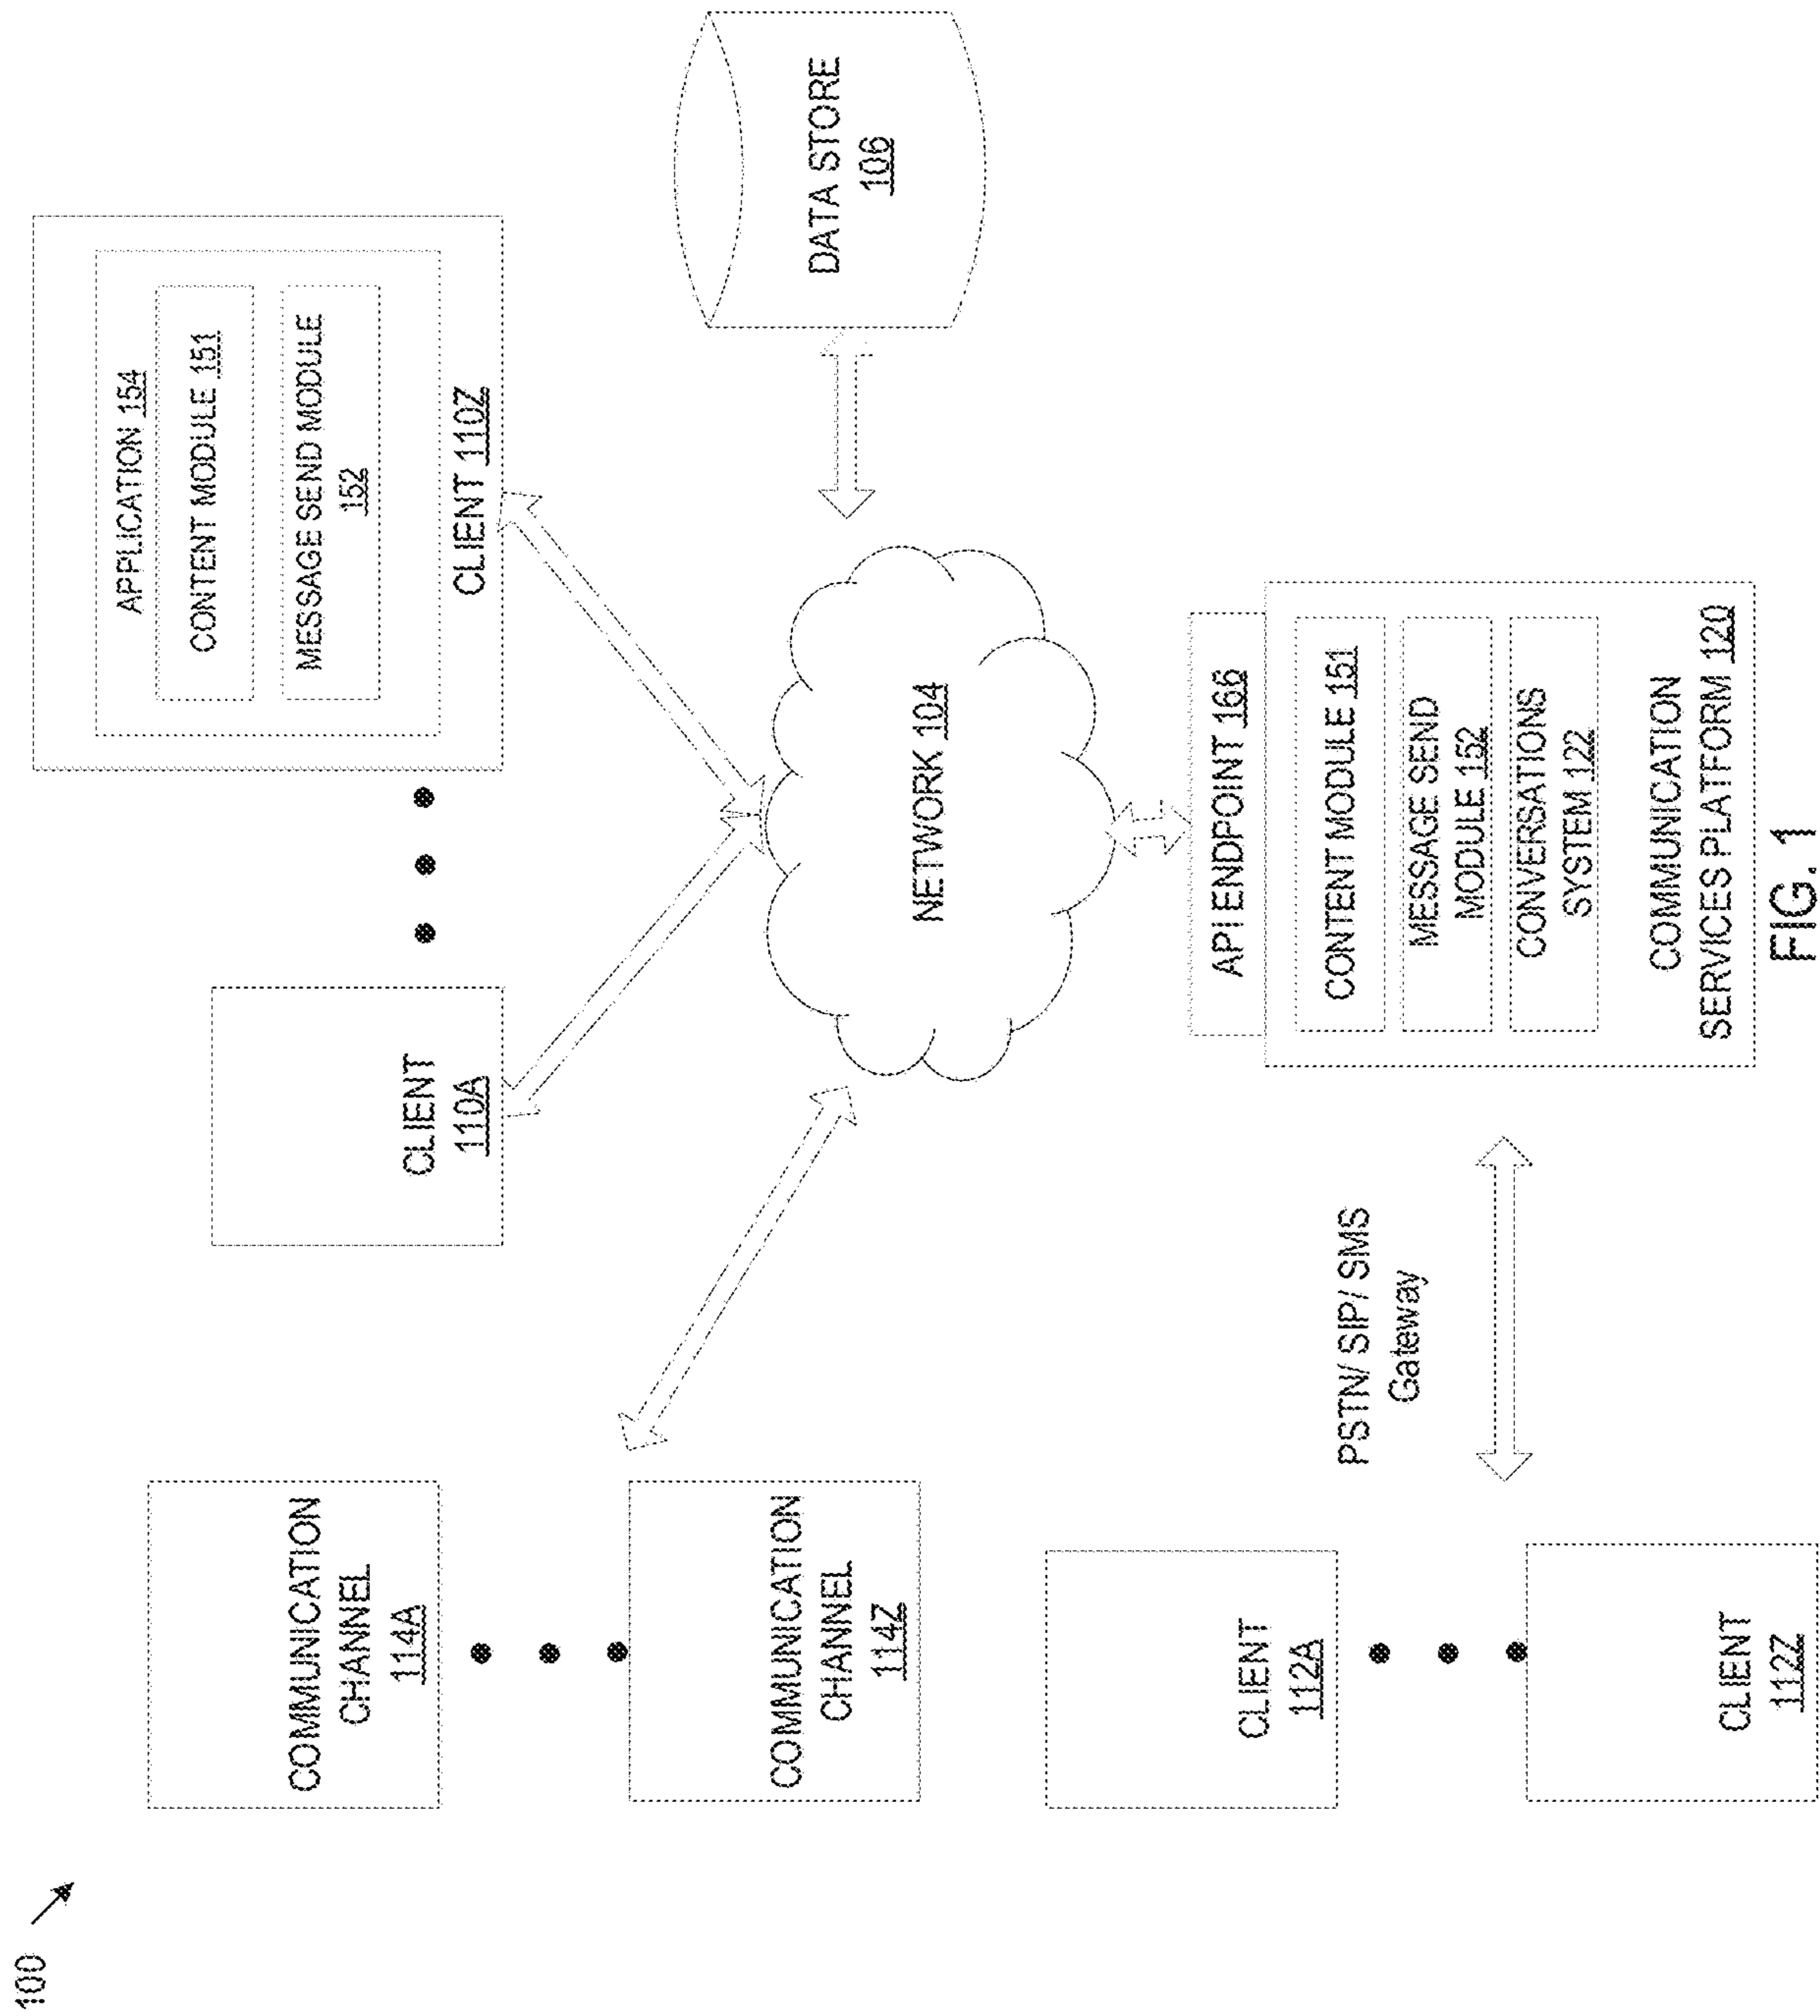 100
COMMUNICATION
CHANNEL
114A
COMMUNICATION
CHANNEL
114Z
CLIENT
110A
APPLICATION 154
CONTENT MODULE 151
MESSAGE SEND MODULE
152
CLIENT 110Z
NETWORK 104
DATA STORE
106
CLIENT
112A
CLIENT
112Z
PSTN/ SIP/ SMS
Gateway
API ENDPOINT 166
CONTENT MODULE 151
MESSAGE SEND
MODULE 152
CONVERSATIONS
SYSTEM 122
COMMUNICATION
SERVICES PLATFORM 120
FIG. 1